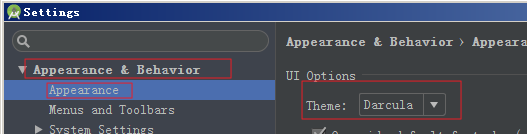 Settings
Appearance & Behavior
Appearance
Menus and Toolbars
System Settings
Appearance & Behavior › Appeara
UI Options
Theme: Darcula